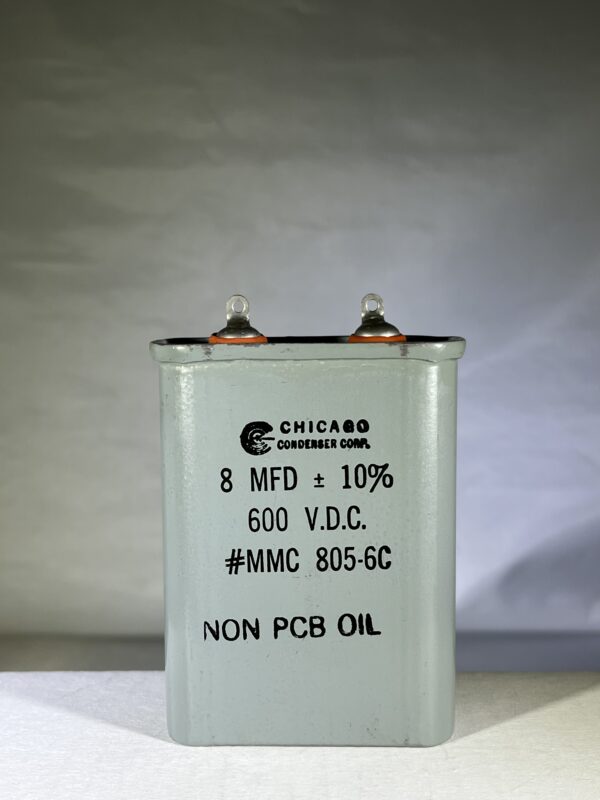 CHICAGO
CONDENSER CORP.
8 MFD ± 10%
600 V.D.C.
#MMC 805-6C
NON PCB OIL